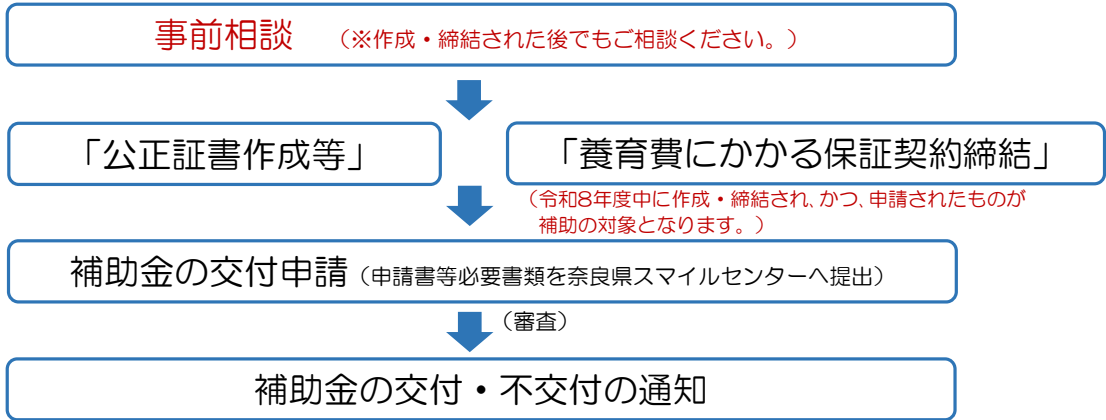 事前相談 (※作成・締結された後でもご相談ください。)
「公正証書作成等」
「養育費にかかる保証契約締結」
(令和8年度中に作成・締結され、かつ、申請されたものが
補助の対象となります。)
補助金の交付申請(申請書等必要書類を奈良県スマイルセンターへ提出)
(審査)
補助金の交付・不交付の通知